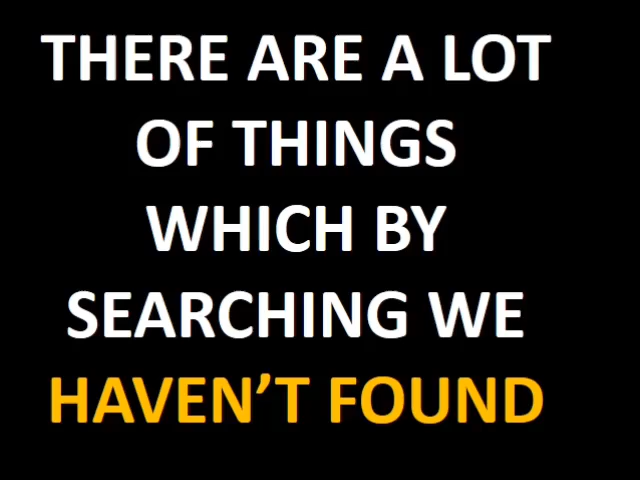 THERE ARE A LOT
OF THINGS
WHICH BY
SEARCHING WE
HAVEN’T FOUND